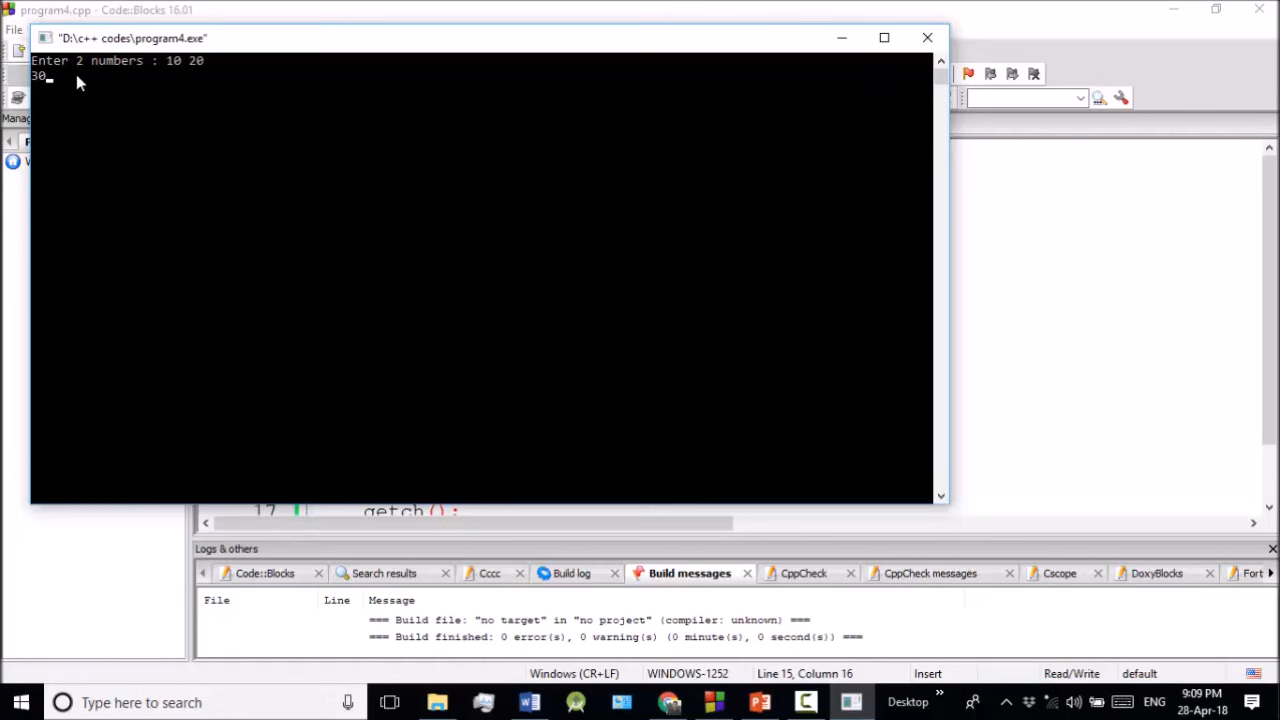 program4.cpp - Code::Blocks 16.01
File
"D:\c++ codes\program4.exe"
Enter 2 numbers : 10 20
30
Manag
17 getch();
Logs & others
Code::Blocks Search results Cccc Build log Build messages CppCheck CppCheck messages Cscope DoxyBlocks Fort
File Line Message
=== Build file: "no target" in "no project" (compiler: unknown) ===
=== Build finished: 0 error(s), 0 warning(s) (0 minute(s), 0 second(s)) ===
Windows (CR+LF) WINDOWS-1252 Line 15, Column 16 Insert Read/Write default
Type here to search
Desktop
ENG
9:09 PM
28-Apr-18